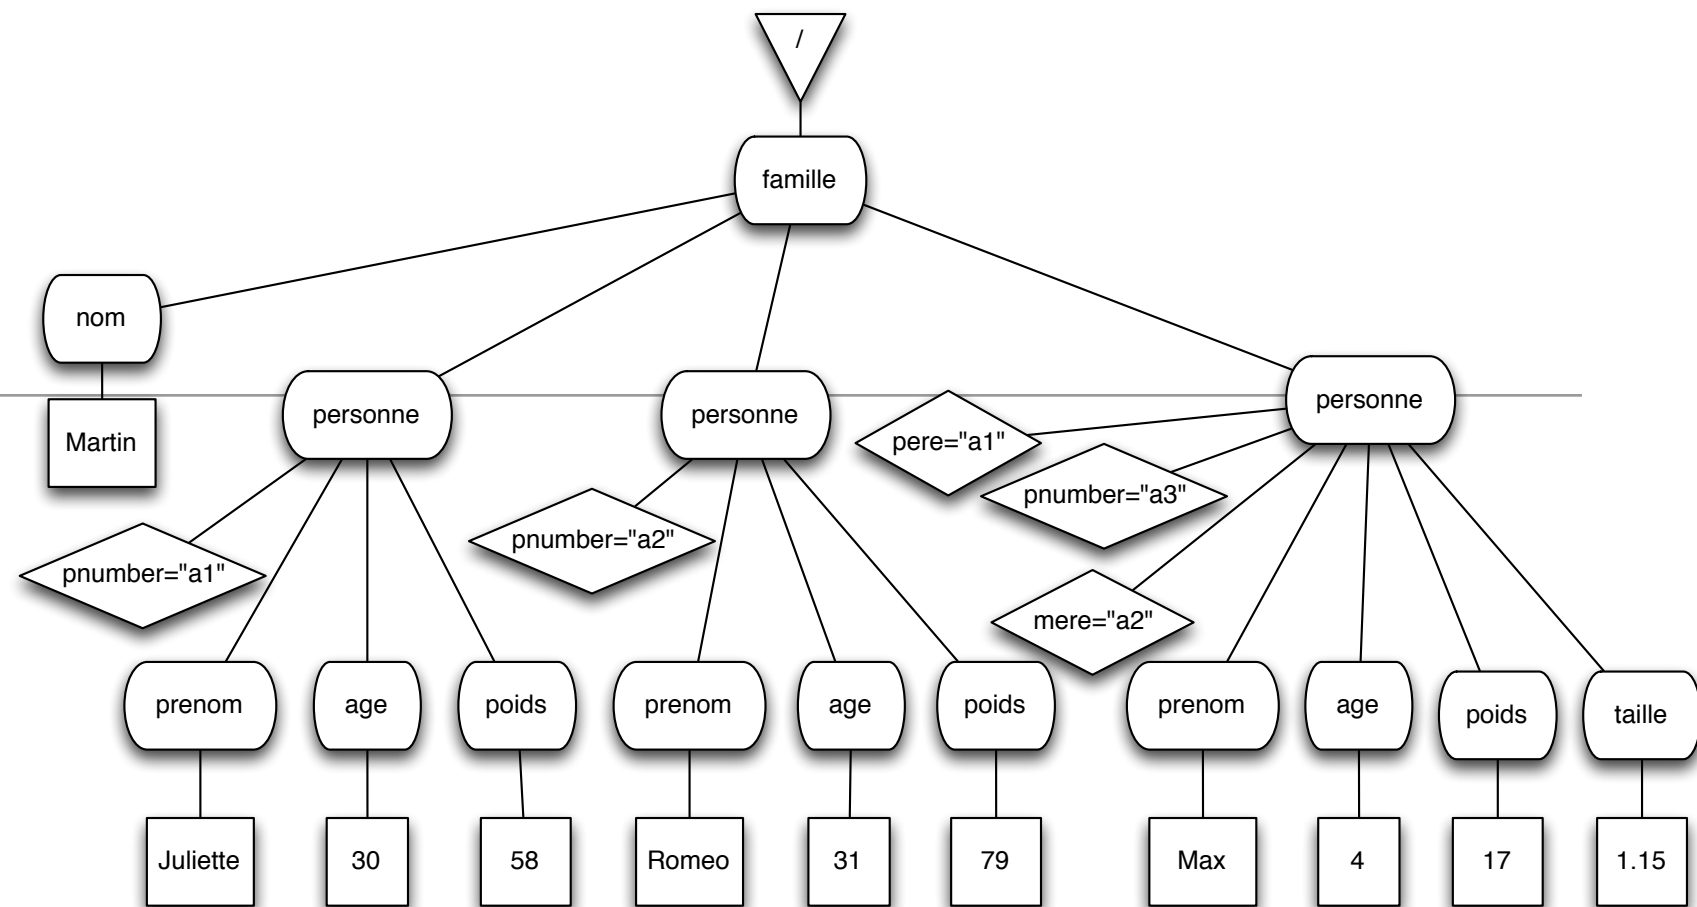 /
famille
nom
Martin
personne
personne
personne
pere="a1"
pnumber="a3"
pnumber="a1"
pnumber="a2"
mere="a2"
prenom
age
poids
prenom
age
poids
prenom
age
poids
taille
Juliette
30
58
Romeo
31
79
Max
4
17
1.15